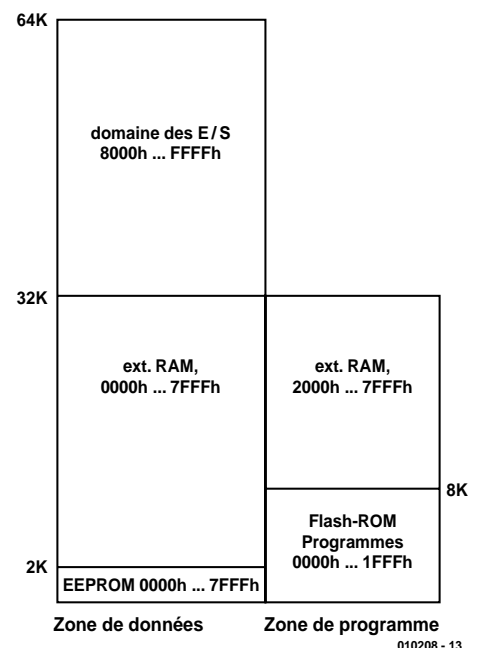 64K
domaine des E/S
8000h ... FFFFh
32K
ext. RAM,
0000h ... 7FFFh
ext. RAM,
2000h ... 7FFFh
8K
Flash-ROM
Programmes
0000h ... 1FFFh
2K
EEPROM 0000h ... 7FFFh
Zone de données
Zone de programme
010208 - 13